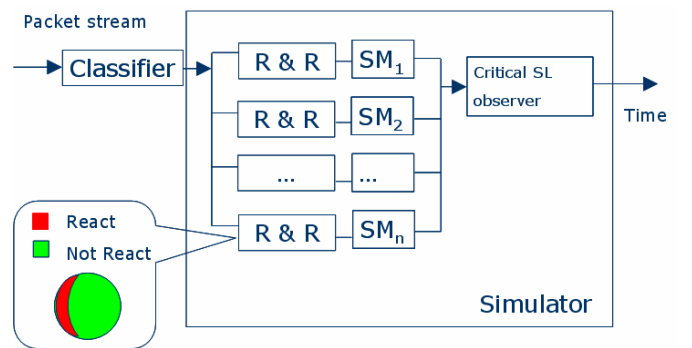 Packet stream
Classifier
R & R
SM1
R & R
SM2
...
...
R & R
SMn
Critical SL
observer
Time
React
Not React
Simulator